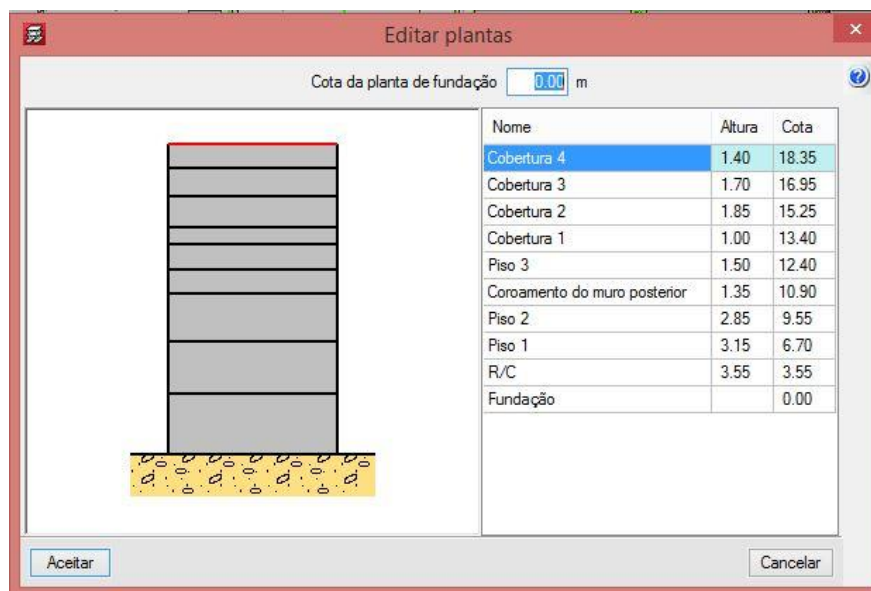 Editar plantas
Cota da planta de fundação 0.00 m
Nome Altura Cota
Cobertura 4 1.40 18.35
Cobertura 3 1.70 16.95
Cobertura 2 1.85 15.25
Cobertura 1 1.00 13.40
Piso 3 1.50 12.40
Coroamento do muro posterior 1.35 10.90
Piso 2 2.85 9.55
Piso 1 3.15 6.70
R/C 3.55 3.55
Fundação 0.00
Aceitar Cancelar